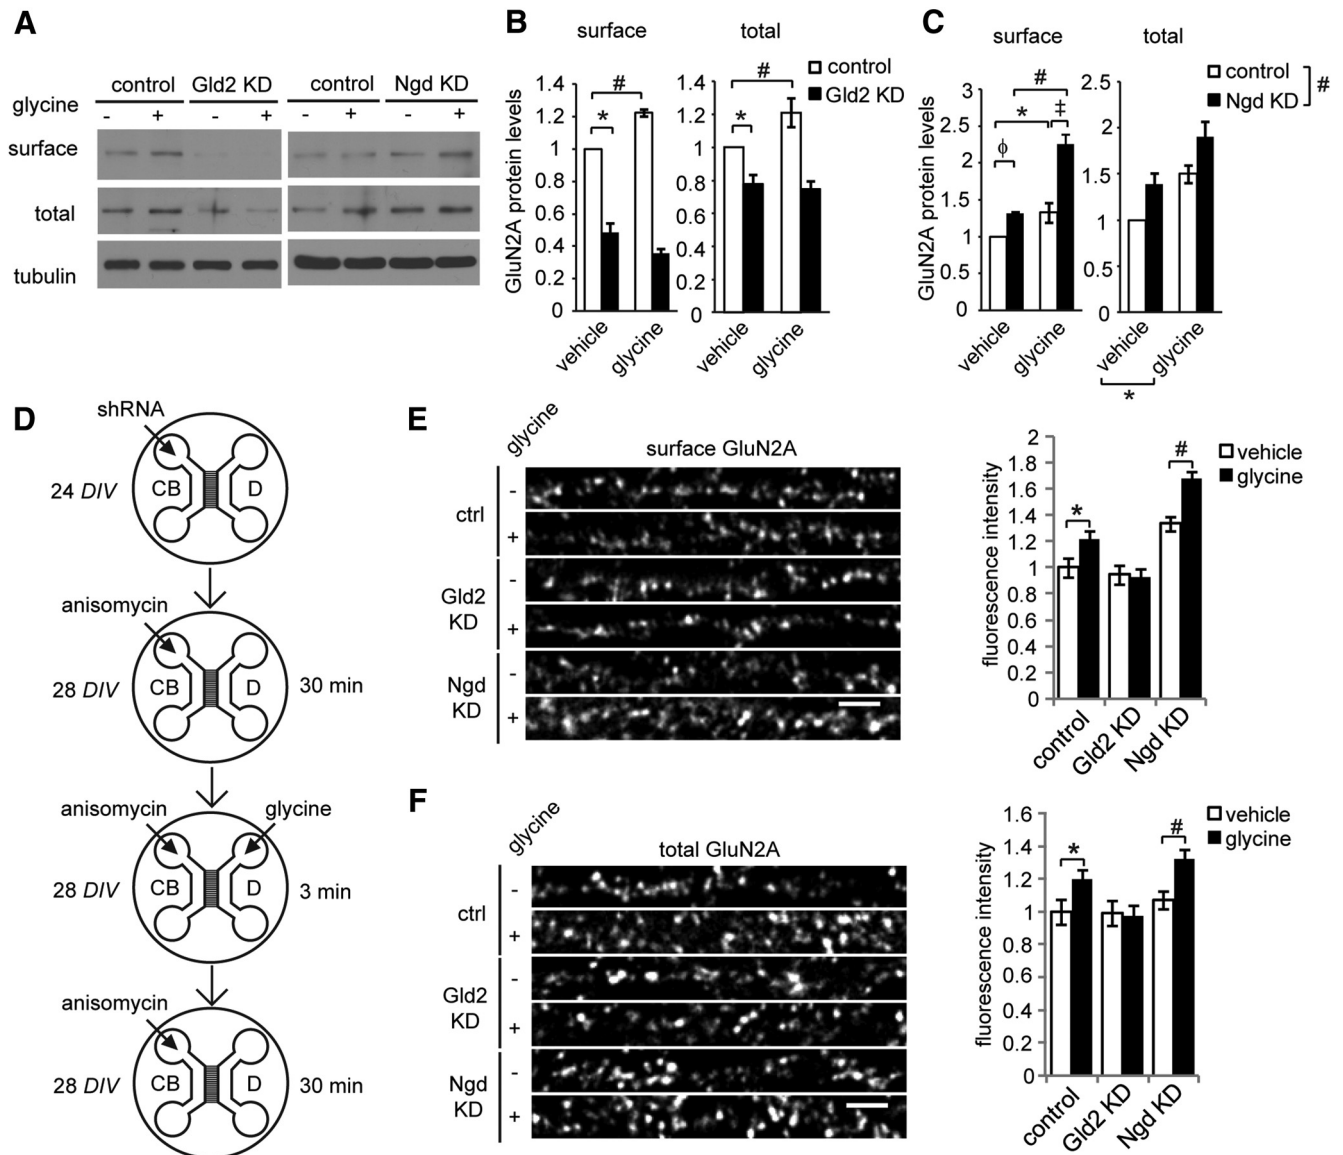 A
control Gld2 KD control Ngd KD
glycine - + - + - + - +
surface
total
tubulin
B
surface total
GluN2A protein levels
1.4
1.2
1
0.8
0.6
0.4
0.2
0
* #
vehicle glycine
1.4
1.2
1
0.8
0.6
0.4
0.2
0
* #
vehicle glycine
control
Gld2 KD
C
surface total
GluN2A protein levels
3
2.5
2
1.5
1
0.5
0
ϕ * # ‡
vehicle glycine
2.5
2
1.5
1
0.5
0
vehicle glycine
*
control
Ngd KD
#
D
shRNA
24 DIV CB D
anisomycin
28 DIV CB D 30 min
anisomycin glycine
28 DIV CB D 3 min
anisomycin
28 DIV CB D 30 min
E
glycine
surface GluN2A
ctrl - +
Gld2 KD - +
Ngd KD - +
fluorescence intensity
2
1.8
1.6
1.4
1.2
1
0.8
0.6
0.4
0.2
0
* #
control Gld2 KD Ngd KD
vehicle
glycine
F
glycine
total GluN2A
ctrl - +
Gld2 KD - +
Ngd KD - +
fluorescence intensity
1.6
1.4
1.2
1
0.8
0.6
0.4
0.2
0
* #
control Gld2 KD Ngd KD
vehicle
glycine